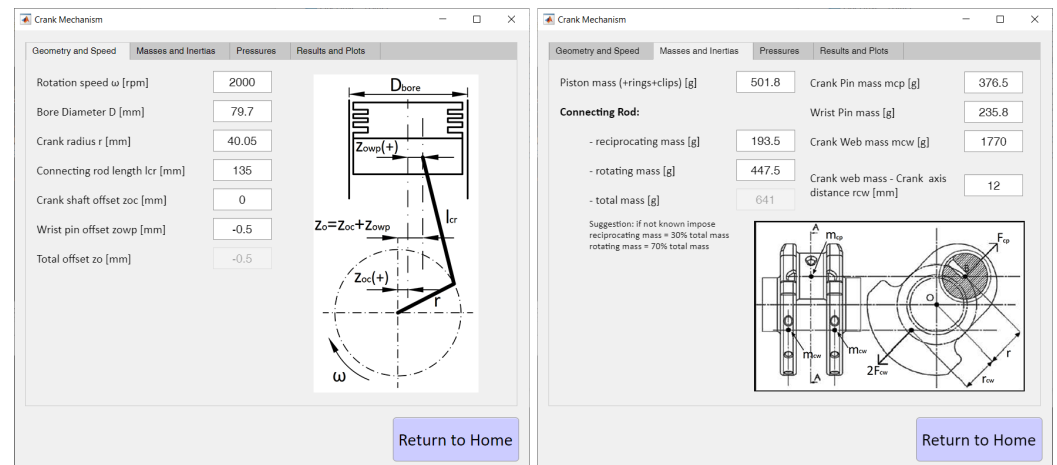 Crank Mechanism
Geometry and Speed Masses and Inertias Pressures Results and Plots
Rotation speed ω [rpm] 2000
Bore Diameter D [mm] 79.7
Crank radius r [mm] 40.05
Connecting rod length lcr [mm] 135
Crank shaft offset zoc [mm] 0
Wrist pin offset zowp [mm] -0.5
Total offset zo [mm] -0.5
Dbore
Zowp(+)
Zo=Zoc+Zowp
lcr
Zoc(+)
r
ω
Return to Home
Crank Mechanism
Geometry and Speed Masses and Inertias Pressures Results and Plots
Piston mass (+rings+clips) [g] 501.8
Connecting Rod:
- reciprocating mass [g] 193.5
- rotating mass [g] 447.5
- total mass [g] 641
Suggestion: if not known impose
reciprocating mass = 30% total mass
rotating mass = 70% total mass
Crank Pin mass mcp [g] 376.5
Wrist Pin mass [g] 235.8
Crank Web mass mcw [g] 1770
Crank web mass - Crank axis
distance rcw [mm] 12
A
mcp
Fcp
B
O
mcw
mcw
2Fcw
r
rcw
A
Return to Home